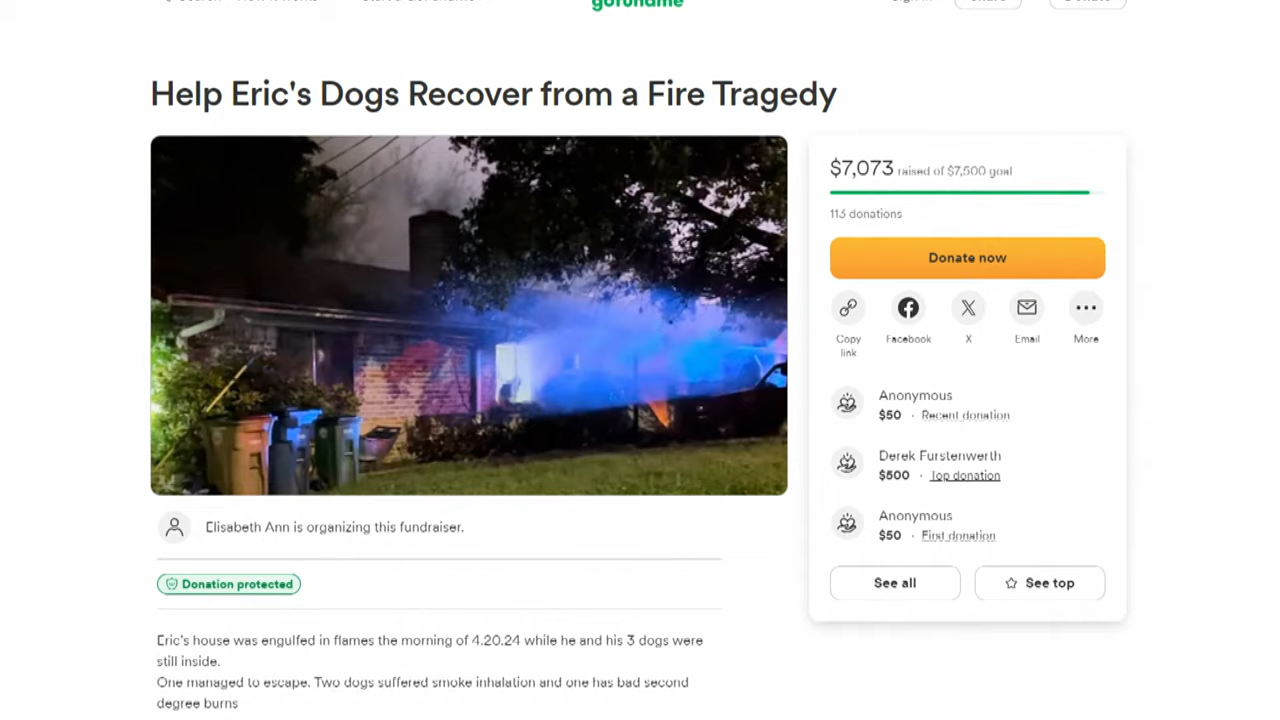 gofundme
Help Eric's Dogs Recover from a Fire Tragedy
$7,073 raised of $7,500 goal
113 donations
Donate now
Copy link
Facebook
X
Email
More
Anonymous
$50 · Recent donation
Derek Furstenwerth
$500 · Top donation
Anonymous
$50 · First donation
See all
See top
Elisabeth Ann is organizing this fundraiser.
Donation protected
Eric's house was engulfed in flames the morning of 4.20.24 while he and his 3 dogs were
still inside.
One managed to escape. Two dogs suffered smoke inhalation and one has bad second
degree burns